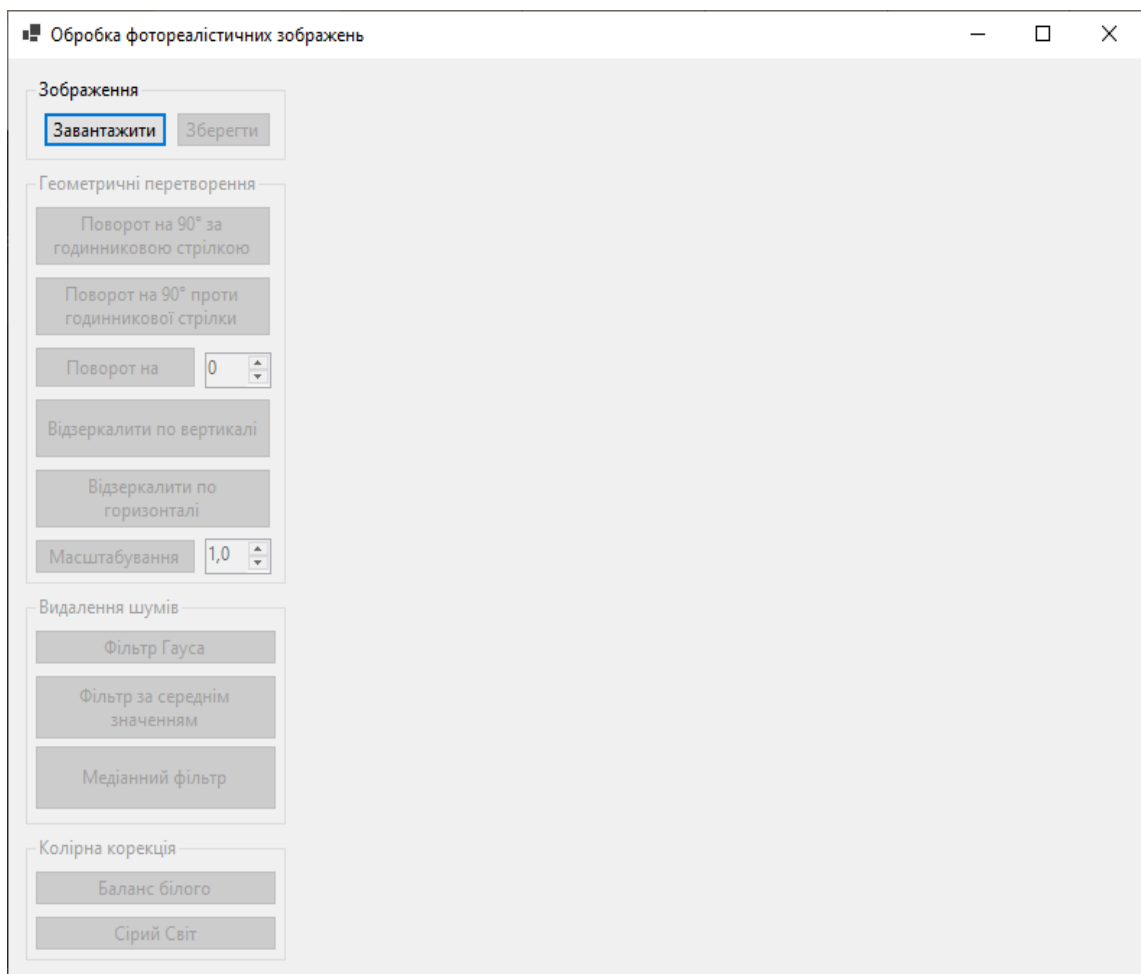 Обробка фотореалістичних зображень
Зображення
Завантажити Зберегти
Геометричні перетворення
Поворот на 90° за
годинниковою стрілкою
Поворот на 90° проти
годинникової стрілки
Поворот на 0
Відзеркалити по вертикалі
Відзеркалити по
горизонталі
Масштабування 1,0
Видалення шумів
Фільтр Гауса
Фільтр за середнім
значенням
Медіанний фільтр
Колірна корекція
Баланс білого
Сірий Світ